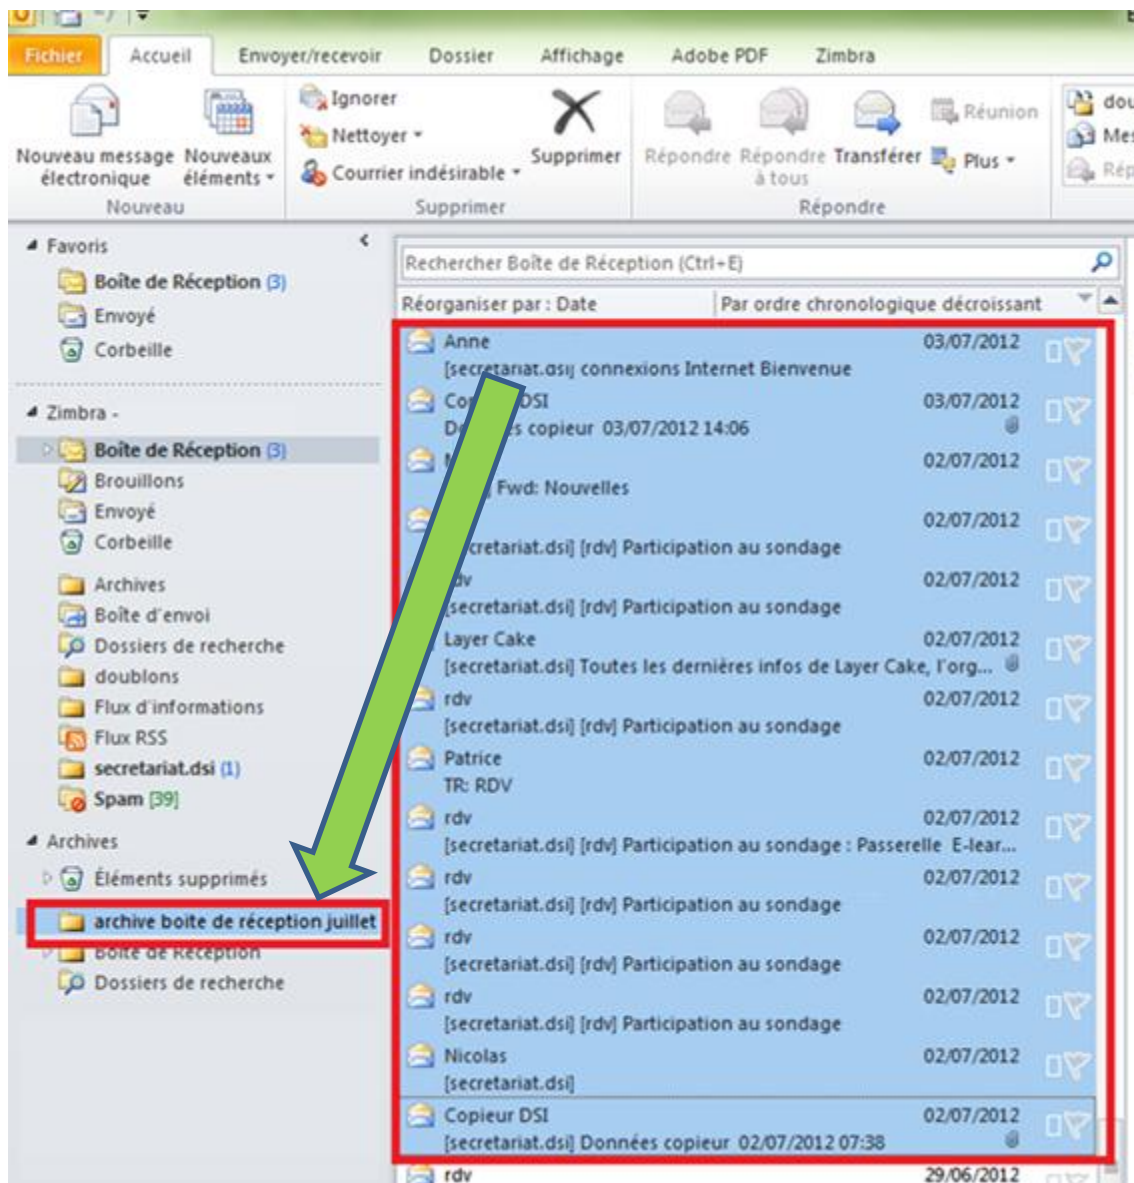 Fichier Accueil Envoyer/recevoir Dossier Affichage Adobe PDF Zimbra
Nouveau message électronique
Nouveaux éléments
Nouveau
Ignorer
Nettoyer
Courrier indésirable
Supprimer
Supprimer
Répondre
Répondre à tous
Transférer
Réunion
Plus
Répondre
Favoris
Boîte de Réception (3)
Envoyé
Corbeille
Zimbra -
Boîte de Réception (3)
Brouillons
Envoyé
Corbeille
Archives
Boîte d'envoi
Dossiers de recherche
doublons
Flux d'informations
Flux RSS
secretariat.dsi (1)
Spam [39]
Archives
Éléments supprimés
archive boite de réception juillet
Boîte de Réception
Dossiers de recherche
Rechercher Boîte de Réception (Ctrl+E)
Réorganiser par : Date Par ordre chronologique décroissant
Anne 03/07/2012
[secretariat.dsi] connexions Internet Bienvenue
DSI 03/07/2012
copieur 03/07/2012 14:06
02/07/2012
Fwd: Nouvelles
02/07/2012
[rdv] Participation au sondage
02/07/2012
[secretariat.dsi] [rdv] Participation au sondage
Layer Cake 02/07/2012
[secretariat.dsi] Toutes les dernières infos de Layer Cake, l'org...
rdv 02/07/2012
[secretariat.dsi] [rdv] Participation au sondage
Patrice 02/07/2012
TR: RDV
rdv 02/07/2012
[secretariat.dsi] [rdv] Participation au sondage : Passerelle E-lear...
rdv 02/07/2012
[secretariat.dsi] [rdv] Participation au sondage
rdv 02/07/2012
[secretariat.dsi] [rdv] Participation au sondage
rdv 02/07/2012
[secretariat.dsi] [rdv] Participation au sondage
Nicolas 02/07/2012
[secretariat.dsi]
Copieur DSI 02/07/2012
[secretariat.dsi] Données copieur 02/07/2012 07:38
rdv 29/06/2012